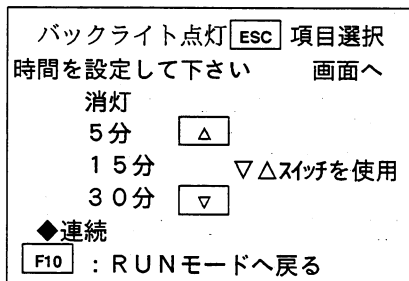 バックライト点灯 ESC 項目選択
時間を設定して下さい 画面へ
消灯
5分 △
15分 ▽△スイッチを使用
30分 ▽
◆連続
F10 : RUNモードへ戻る